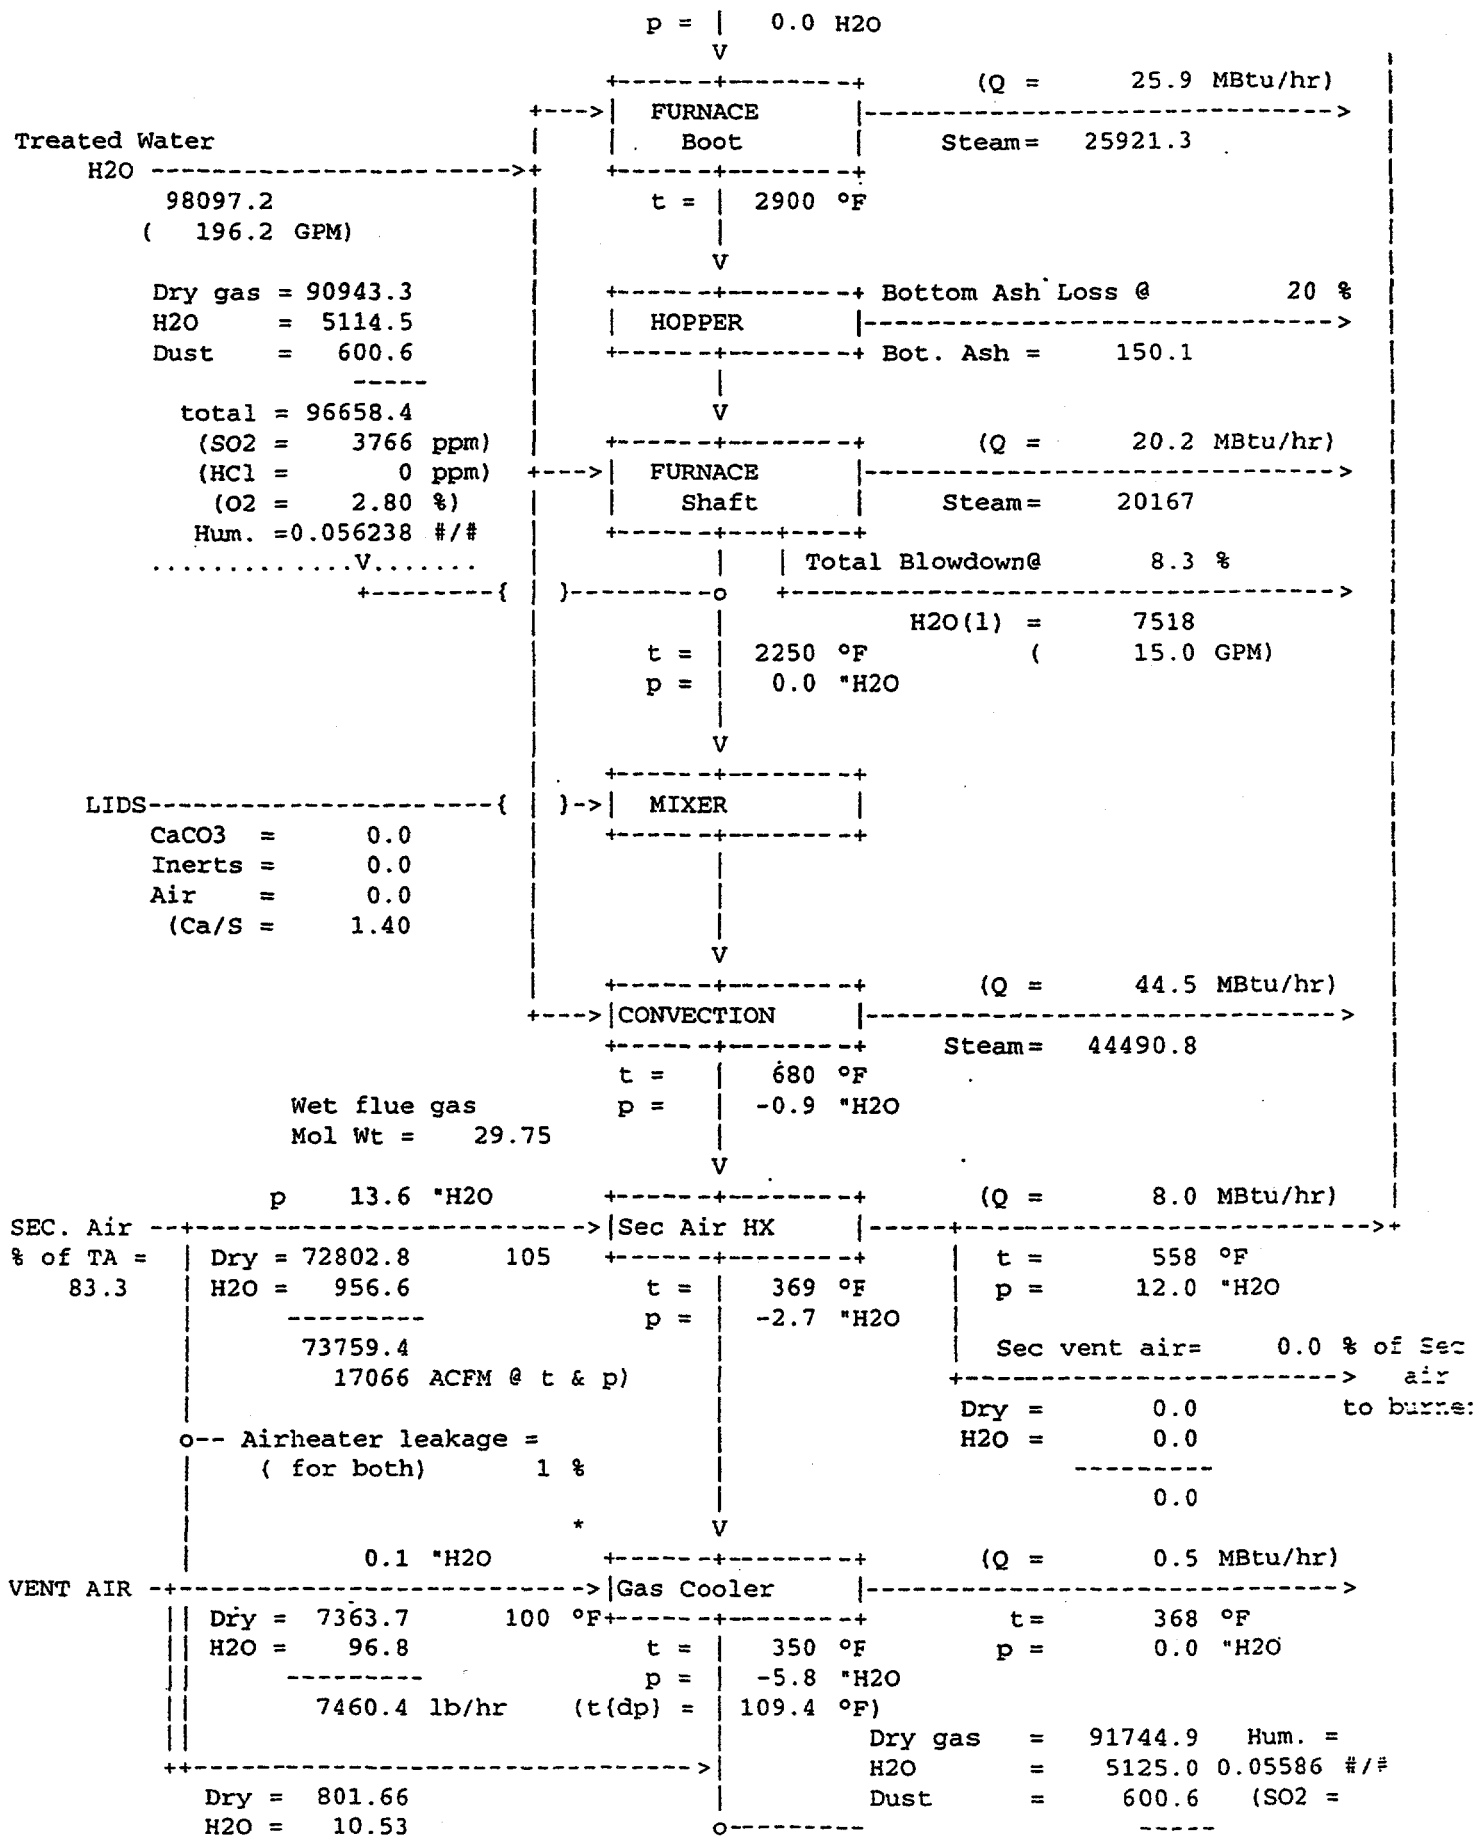 p = | 0.0 H2O
V
+------+--------+ (Q = 25.9 MBtu/hr)
+--->| FURNACE |------------------------------->
Treated Water | | . Boot | Steam= 25921.3
H2O ------------------------>+ +------+--------+
98097.2 | t = | 2900 °F
( 196.2 GPM) | |
| V
Dry gas = 90943.3 | +------+--------+ Bottom Ash Loss @ 20 %
H2O = 5114.5 | | HOPPER |------------------------------->
Dust = 600.6 | +------+--------+ Bot. Ash = 150.1
----- | |
total = 96658.4 | V
(SO2 = 3766 ppm) | +------+--------+ (Q = 20.2 MBtu/hr)
(HCl = 0 ppm) +--->| FURNACE |------------------------------->
(O2 = 2.80 %) | | Shaft | Steam= 20167
Hum. =0.056238 #/# | +------+---+----+
.............V....... | | | Total Blowdown@ 8.3 %
+--------{ | }---------o +------------------------------------>
| | H2O(l) = 7518
| t = | 2250 °F ( 15.0 GPM)
| p = | 0.0 "H2O
| |
| V
| +------+--------+
LIDS-----------------------{ | }->| MIXER |
CaCO3 = 0.0 | +------+--------+
Inerts = 0.0 | |
Air = 0.0 | |
(Ca/S = 1.40 | |
| V
| +------+--------+ (Q = 44.5 MBtu/hr)
+--->|CONVECTION |------------------------------->
+------+--------+ Steam= 44490.8
t = | 680 °F
Wet flue gas p = | -0.9 "H2O
Mol Wt = 29.75 |
V
p 13.6 "H2O +------+--------+ (Q = 8.0 MBtu/hr) |
SEC. Air --+--------------------------->|Sec Air HX |-----+---------------------------->+
% of TA = | Dry = 72802.8 105 +------+--------+ | t = 558 °F
83.3 | H2O = 956.6 t = | 369 °F | p = 12.0 "H2O
| --------- p = | -2.7 "H2O |
| 73759.4 | | Sec vent air= 0.0 % of Sec
| 17066 ACFM @ t & p) | +--------------------------> air
| | Dry = 0.0 to burner
o-- Airheater leakage = | H2O = 0.0
| ( for both) 1 % | ---------
| | 0.0
| * V
| 0.1 "H2O +------+--------+ (Q = 0.5 MBtu/hr)
VENT AIR -+---------------------------->|Gas Cooler |------------------------------->
|| Dry = 7363.7 100 °F+------+--------+ t= 368 °F
|| H2O = 96.8 t = | 350 °F p = 0.0 "H2O
|| --------- p = | -5.8 "H2O
|| 7460.4 lb/hr (t{dp} = | 109.4 °F)
|| | Dry gas = 91744.9 Hum. =
++----------------------------------->| H2O = 5125.0 0.05586 #/#
Dry = 801.66 | Dust = 600.6 (SO2 =
H2O = 10.53 o--------- -----